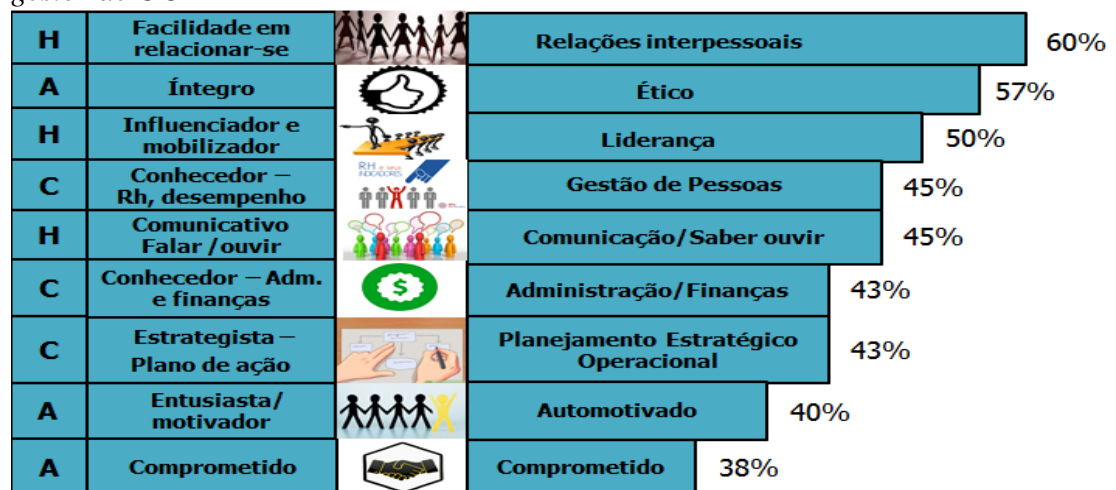 H
Facilidade em
relacionar-se
Relações interpessoais
60%
A
Íntegro
Ético
57%
H
Influenciador e
mobilizador
Liderança
50%
C
Conhecedor –
Rh, desempenho
RH e seus
INDICADORES
Gestão de Pessoas
45%
H
Comunicativo
Falar /ouvir
Comunicação/Saber ouvir
45%
C
Conhecedor – Adm.
e finanças
$
Administração/Finanças
43%
C
Estrategista –
Plano de ação
Planejamento Estratégico
Operacional
43%
A
Entusiasta/
motivador
Automotivado
40%
A
Comprometido
Comprometido
38%